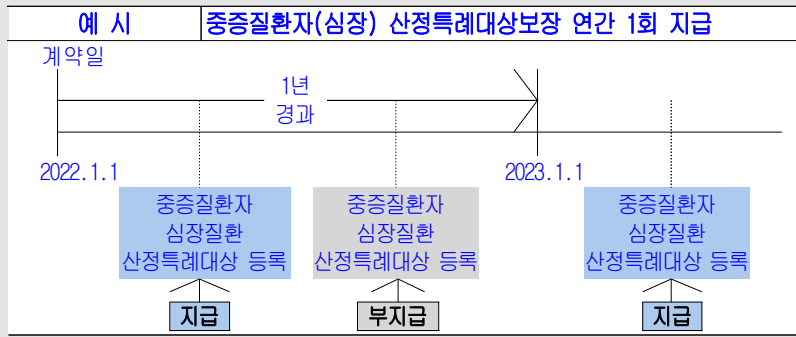 예 시 중증질환자(심장) 산정특례대상보장 연간 1회 지급
계약일
1년
경과
2022.1.1 2023.1.1
중증질환자 중증질환자 중증질환자
심장질환 심장질환 심장질환
산정특례대상 등록 산정특례대상 등록 산정특례대상 등록
지급 부지급 지급